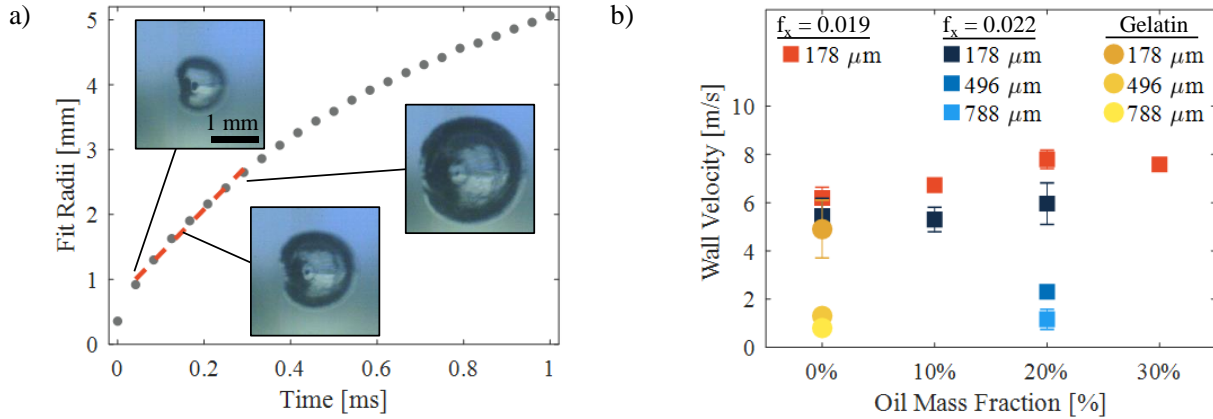 a)
5
4
3
2
1
0
Fit Radii [mm]
1 mm
0
0.2
0.4
0.6
0.8
1
Time [ms]
b)
f_x = 0.019
178 μm
f_x = 0.022
178 μm
496 μm
788 μm
Gelatin
178 μm
496 μm
788 μm
10
8
6
4
2
0
Wall Velocity [m/s]
0%
10%
20%
30%
Oil Mass Fraction [%]